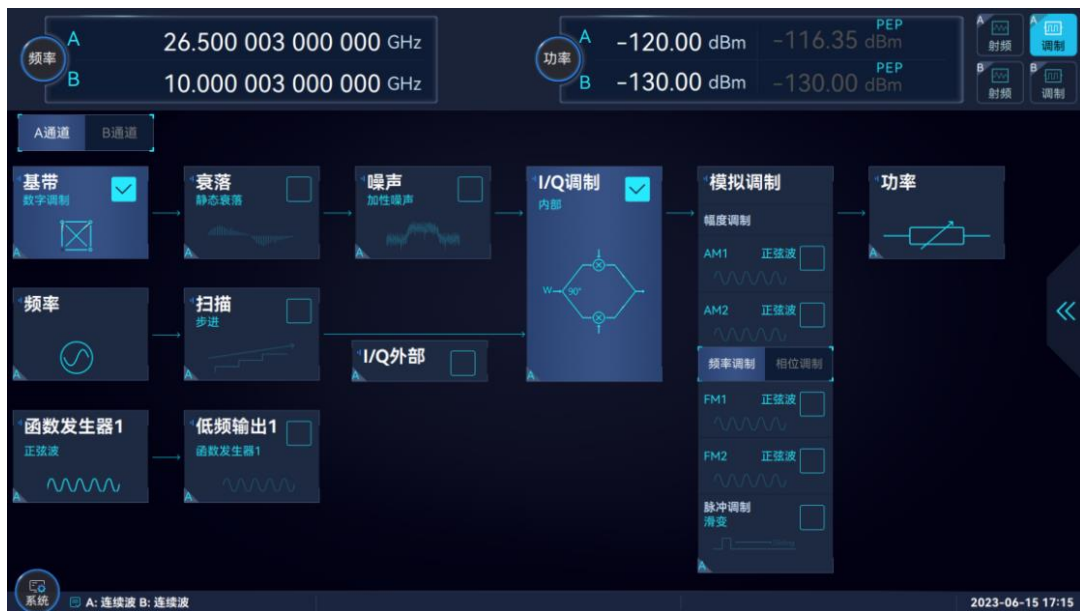 频率
A 26.500 003 000 000 GHz
B 10.000 003 000 000 GHz
功率
PEP
A -120.00 dBm -116.35 dBm
PEP
B -130.00 dBm -130.00 dBm
A 射频
A 调制
B 射频
B 调制
A通道 B通道
基带
数字调制
A
衰落
静态衰落
A
噪声
加性噪声
A
I/Q调制
内部
W 90°
A
模拟调制
幅度调制
AM1 正弦波
AM2 正弦波
频率调制 相位调制
FM1 正弦波
FM2 正弦波
脉冲调制
滑变
A
功率
A
频率
A
扫描
步进
A
I/Q外部
A
函数发生器1
正弦波
A
低频输出1
函数发生器1
A
系统
A: 连续波 B: 连续波
2023-06-15 17:15